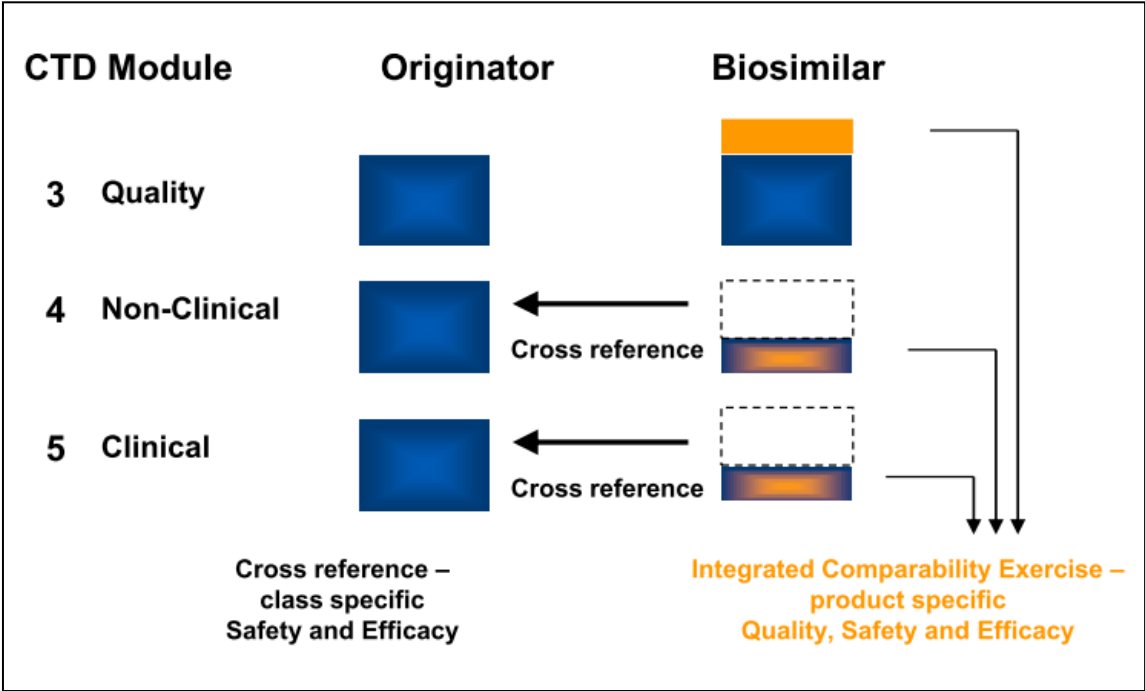 CTD Module Originator Biosimilar
3 Quality
4 Non-Clinical
Cross reference
5 Clinical
Cross reference
Cross reference –
class specific
Safety and Efficacy
Integrated Comparability Exercise –
product specific
Quality, Safety and Efficacy